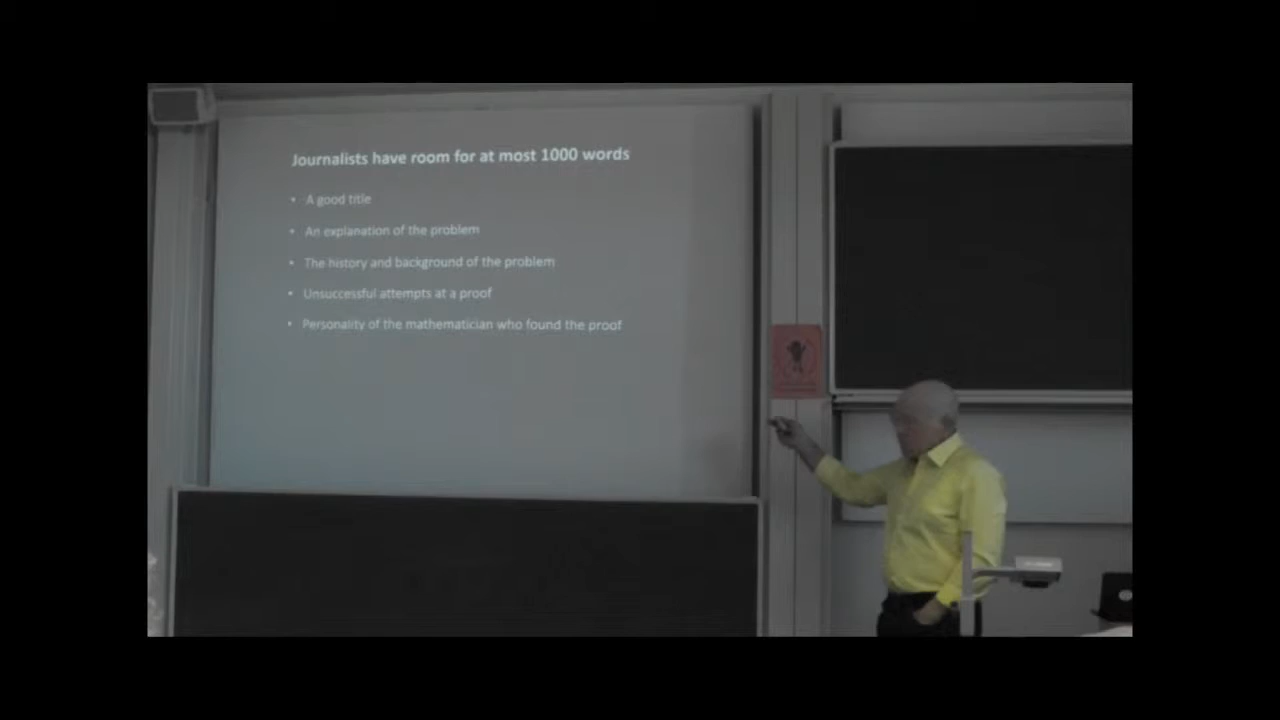 Journalists have room for at most 1000 words
• A good title
• An explanation of the problem
• The history and background of the problem
• Unsuccessful attempts at a proof
• Personality of the mathematician who found the proof